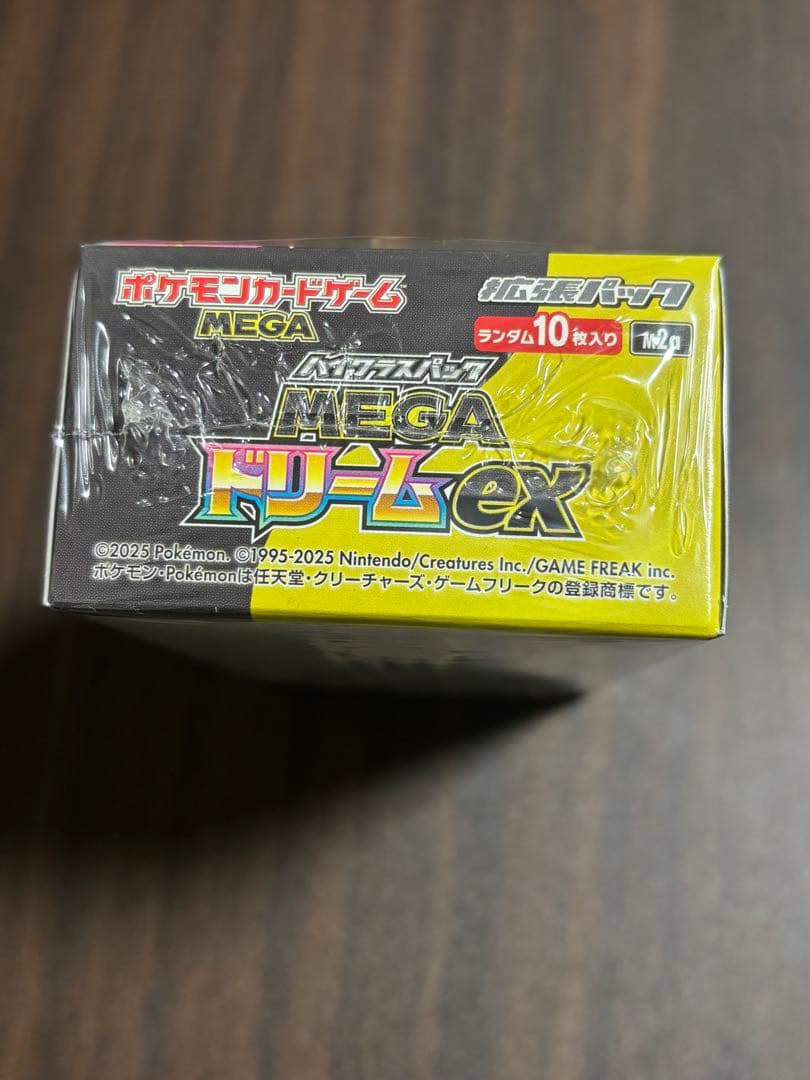 ポケモンカードゲーム™
MEGA
拡張パック
ランダム10枚入り
M2a
ハイクラスパック
MEGA
ドリームex
©2025 Pokémon. ©1995-2025 Nintendo/Creatures Inc./GAME FREAK inc.
ポケモン・Pokémonは任天堂・クリーチャーズ・ゲームフリークの登録商標です。